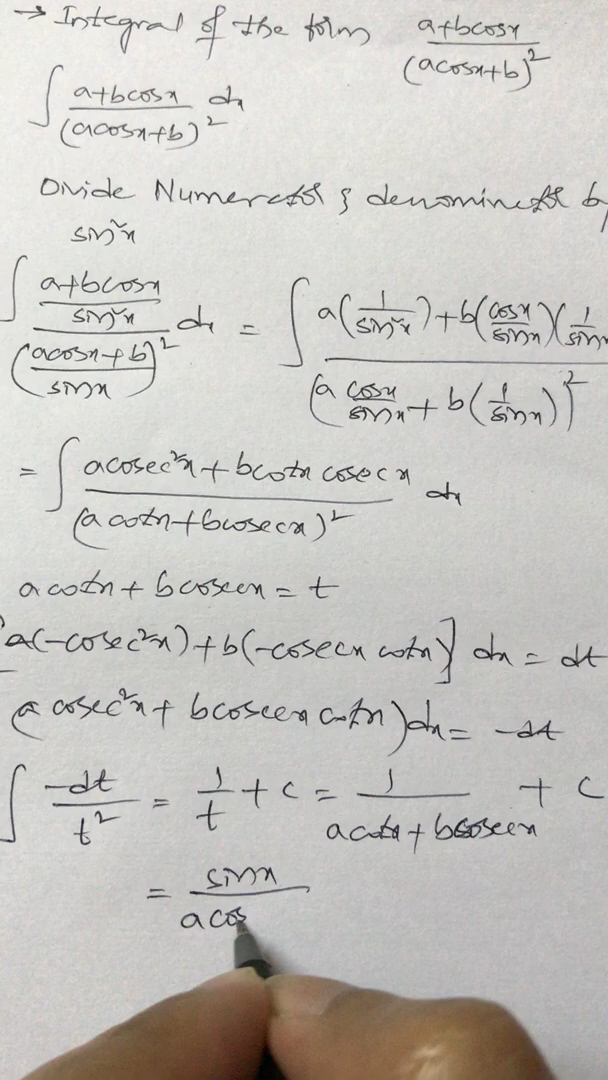 → Integral of the form (a+bcosx)/(acosx+b)²
∫ (a+bcosx)/(acosx+b)² dx
Divide Numerator & denominator by
sin²x
∫ ((a+bcosx)/sin²x)/((acosx+b)/sinx)² dx = ∫ (a(1/sin²x)+b(cosx/sinx)(1/sinx
/(a cosx/sinx + b(1/sinx))²
= ∫ (acosec²x+bcotx cosecx)/(acotx+bcosecx)² dx
acotx + bcosecx = t
a(-cosec²x)+b(-cosecx cotx)] dx = dt
(a cosec²x + bcosecx cotx)dx = -dt
∫ -dt/t² = 1/t + c = 1/(acotx + bcosecx) + c
= sinx/acos